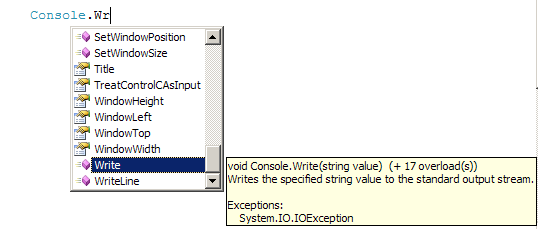 Console.Wr
SetWindowPosition
SetWindowSize
Title
TreatControlCAsInput
WindowHeight
WindowLeft
WindowTop
WindowWidth
Write
WriteLine
void Console.Write(string value)  (+ 17 overload(s))
Writes the specified string value to the standard output stream.
Exceptions:
System.IO.IOException